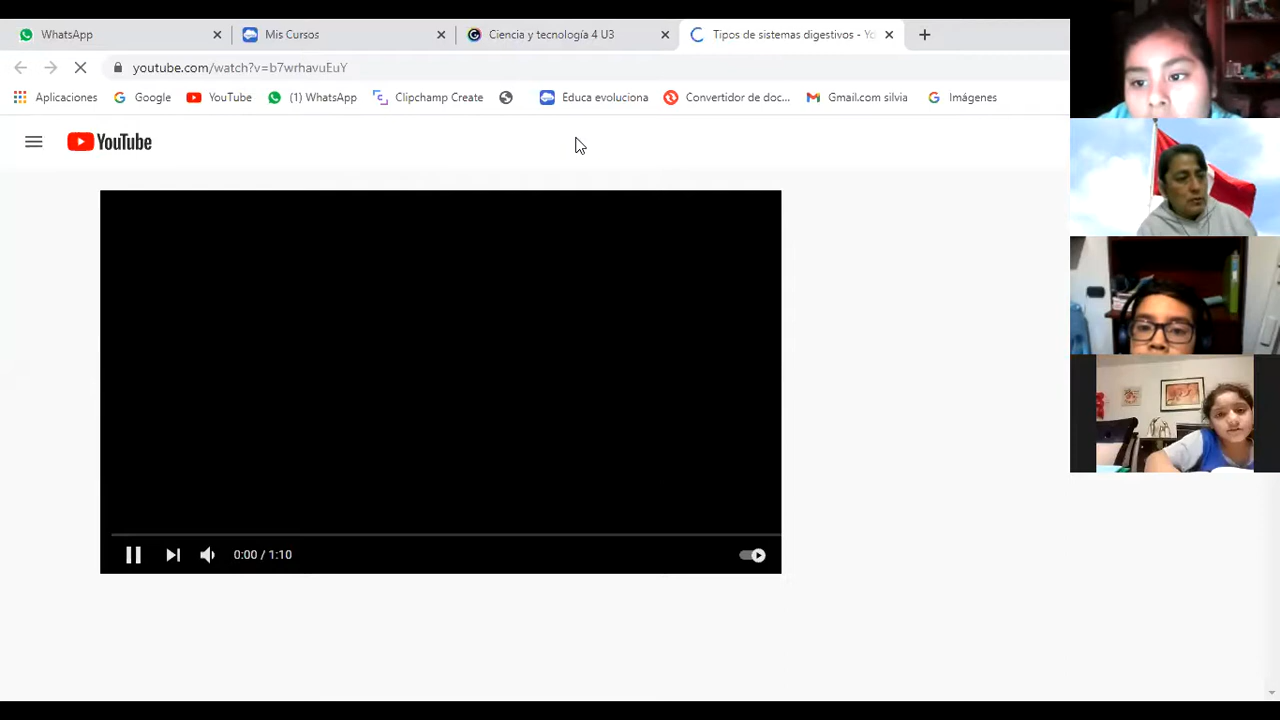 WhatsApp
Mis Cursos
Ciencia y tecnología 4 U3
Tipos de sistemas digestivos - Yo
youtube.com/watch?v=b7wrhavuEuY
Aplicaciones
Google
YouTube
(1) WhatsApp
Clipchamp Create
Educa evoluciona
Convertidor de doc...
Gmail.com silvia
Imágenes
YouTube
0:00 / 1:10